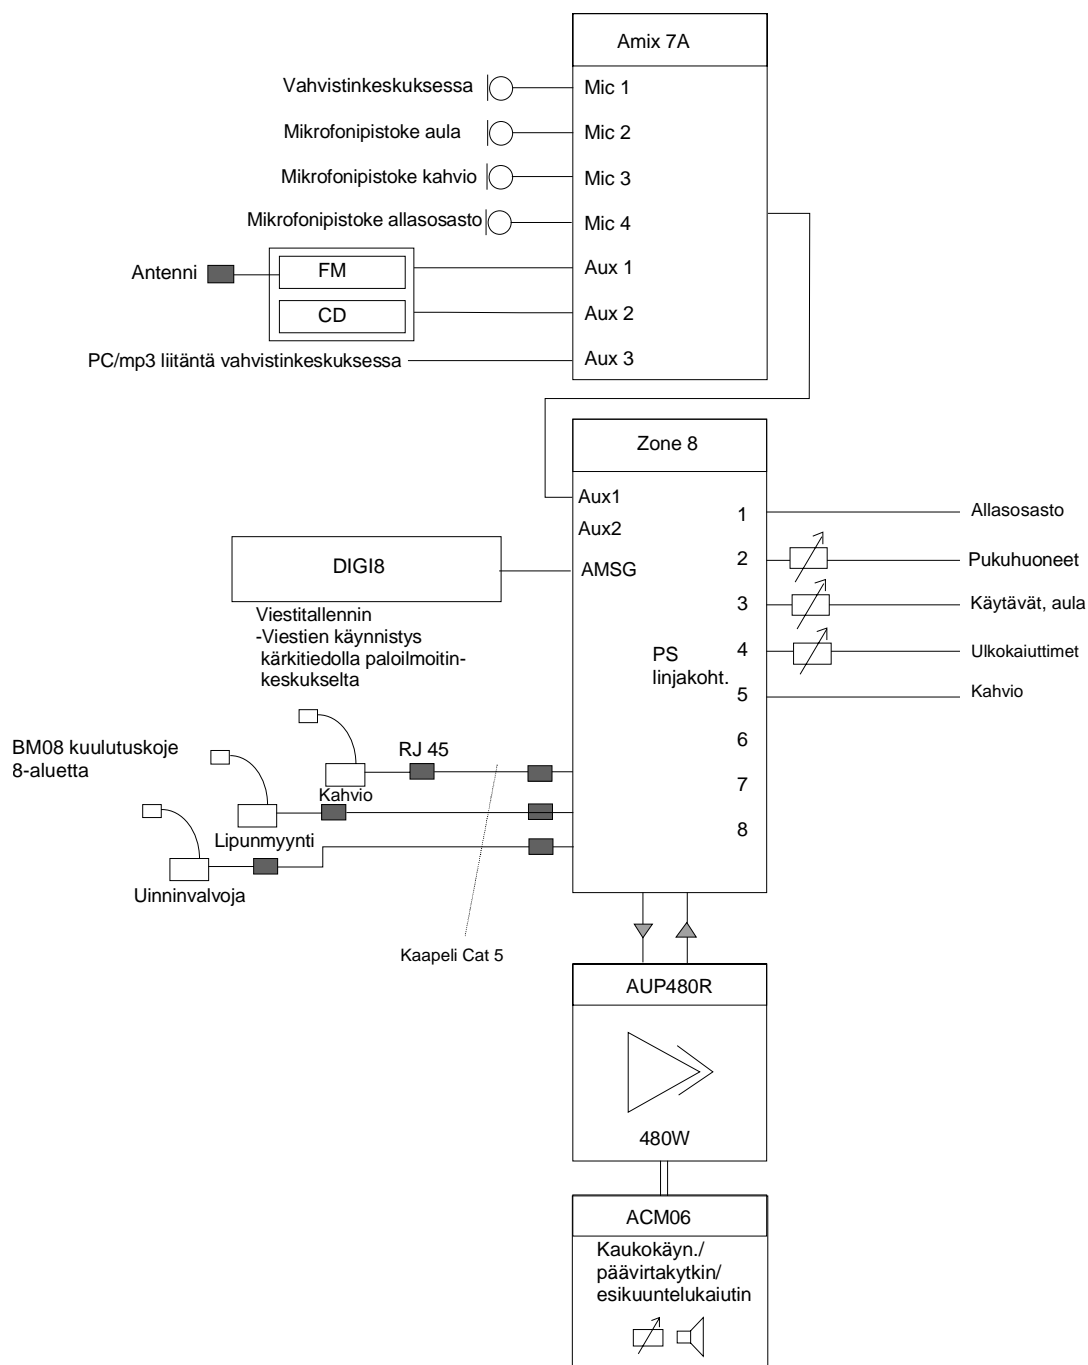 Amix 7A
Vahvistinkeskuksessa
Mic 1
Mikrofonipistoke aula
Mic 2
Mikrofonipistoke kahvio
Mic 3
Mikrofonipistoke allasosasto
Mic 4
Antenni
FM
Aux 1
CD
Aux 2
PC/mp3 liitäntä vahvistinkeskuksessa
Aux 3
Zone 8
Aux1
Aux2
AMSG
1
Allasosasto
2
Pukuhuoneet
3
Käytävät, aula
4
Ulkokaiuttimet
5
Kahvio
6
7
8
PS
linjakoht.
DIGI8
Viestitallennin
-Viestien käynnistys
kärkitiedolla paloilmoitin-
keskukselta
BM08 kuulutuskoje
8-aluetta
RJ 45
Kahvio
Lipunmyynti
Uinninvalvoja
Kaapeli Cat 5
AUP480R
480W
ACM06
Kaukokäyn./
päävirtakytkin/
esikuuntelukaiutin